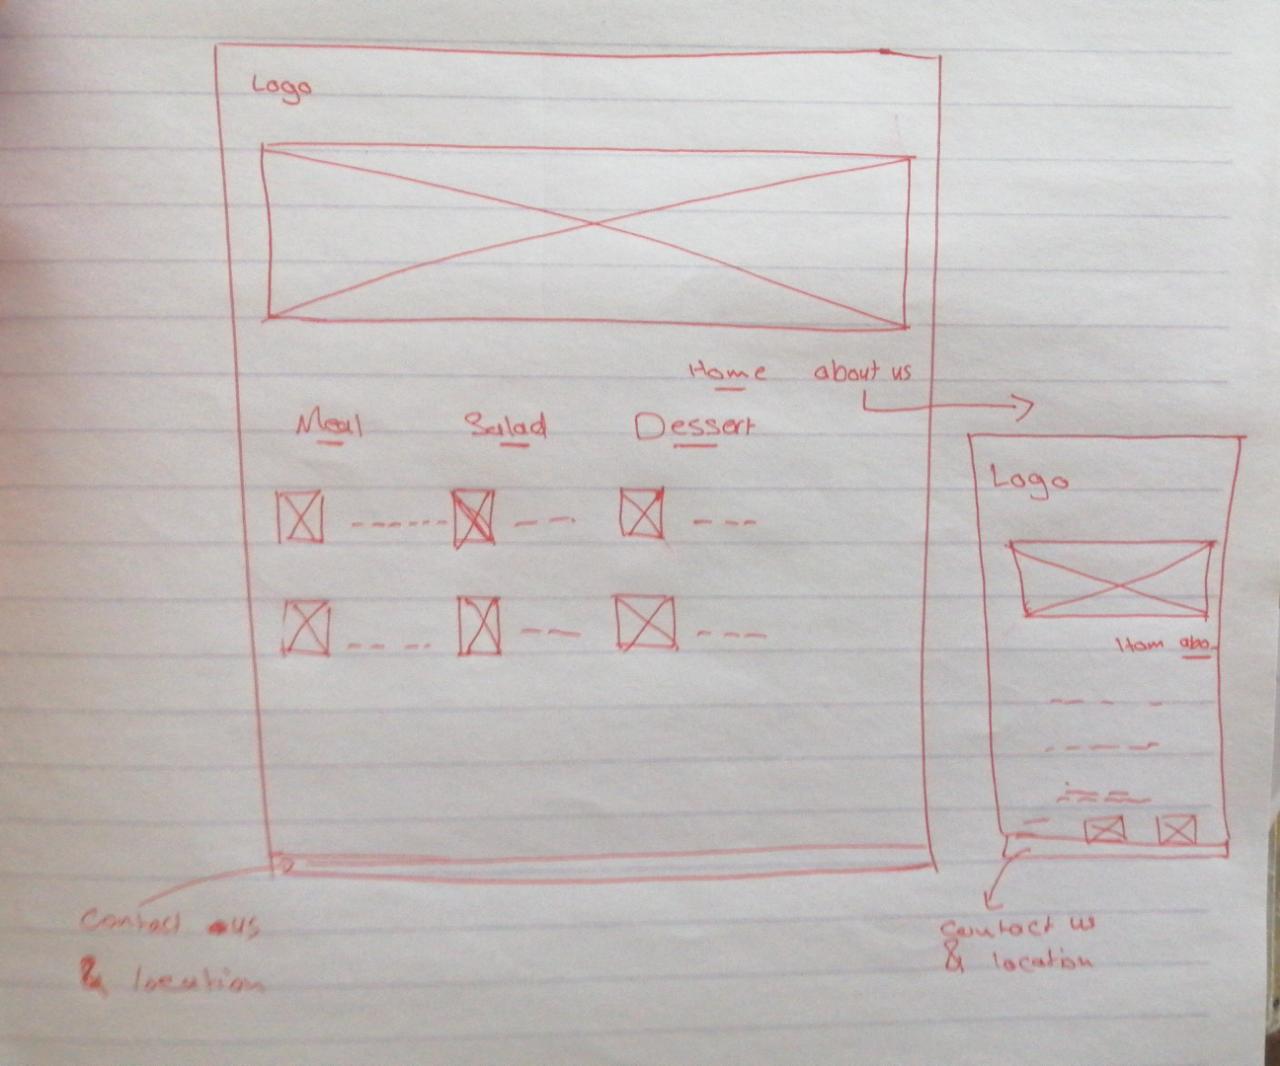 Logo
Home about us
Meal Salad Dessert
Contact us
& location
Logo
Hom abo
contact us
& location